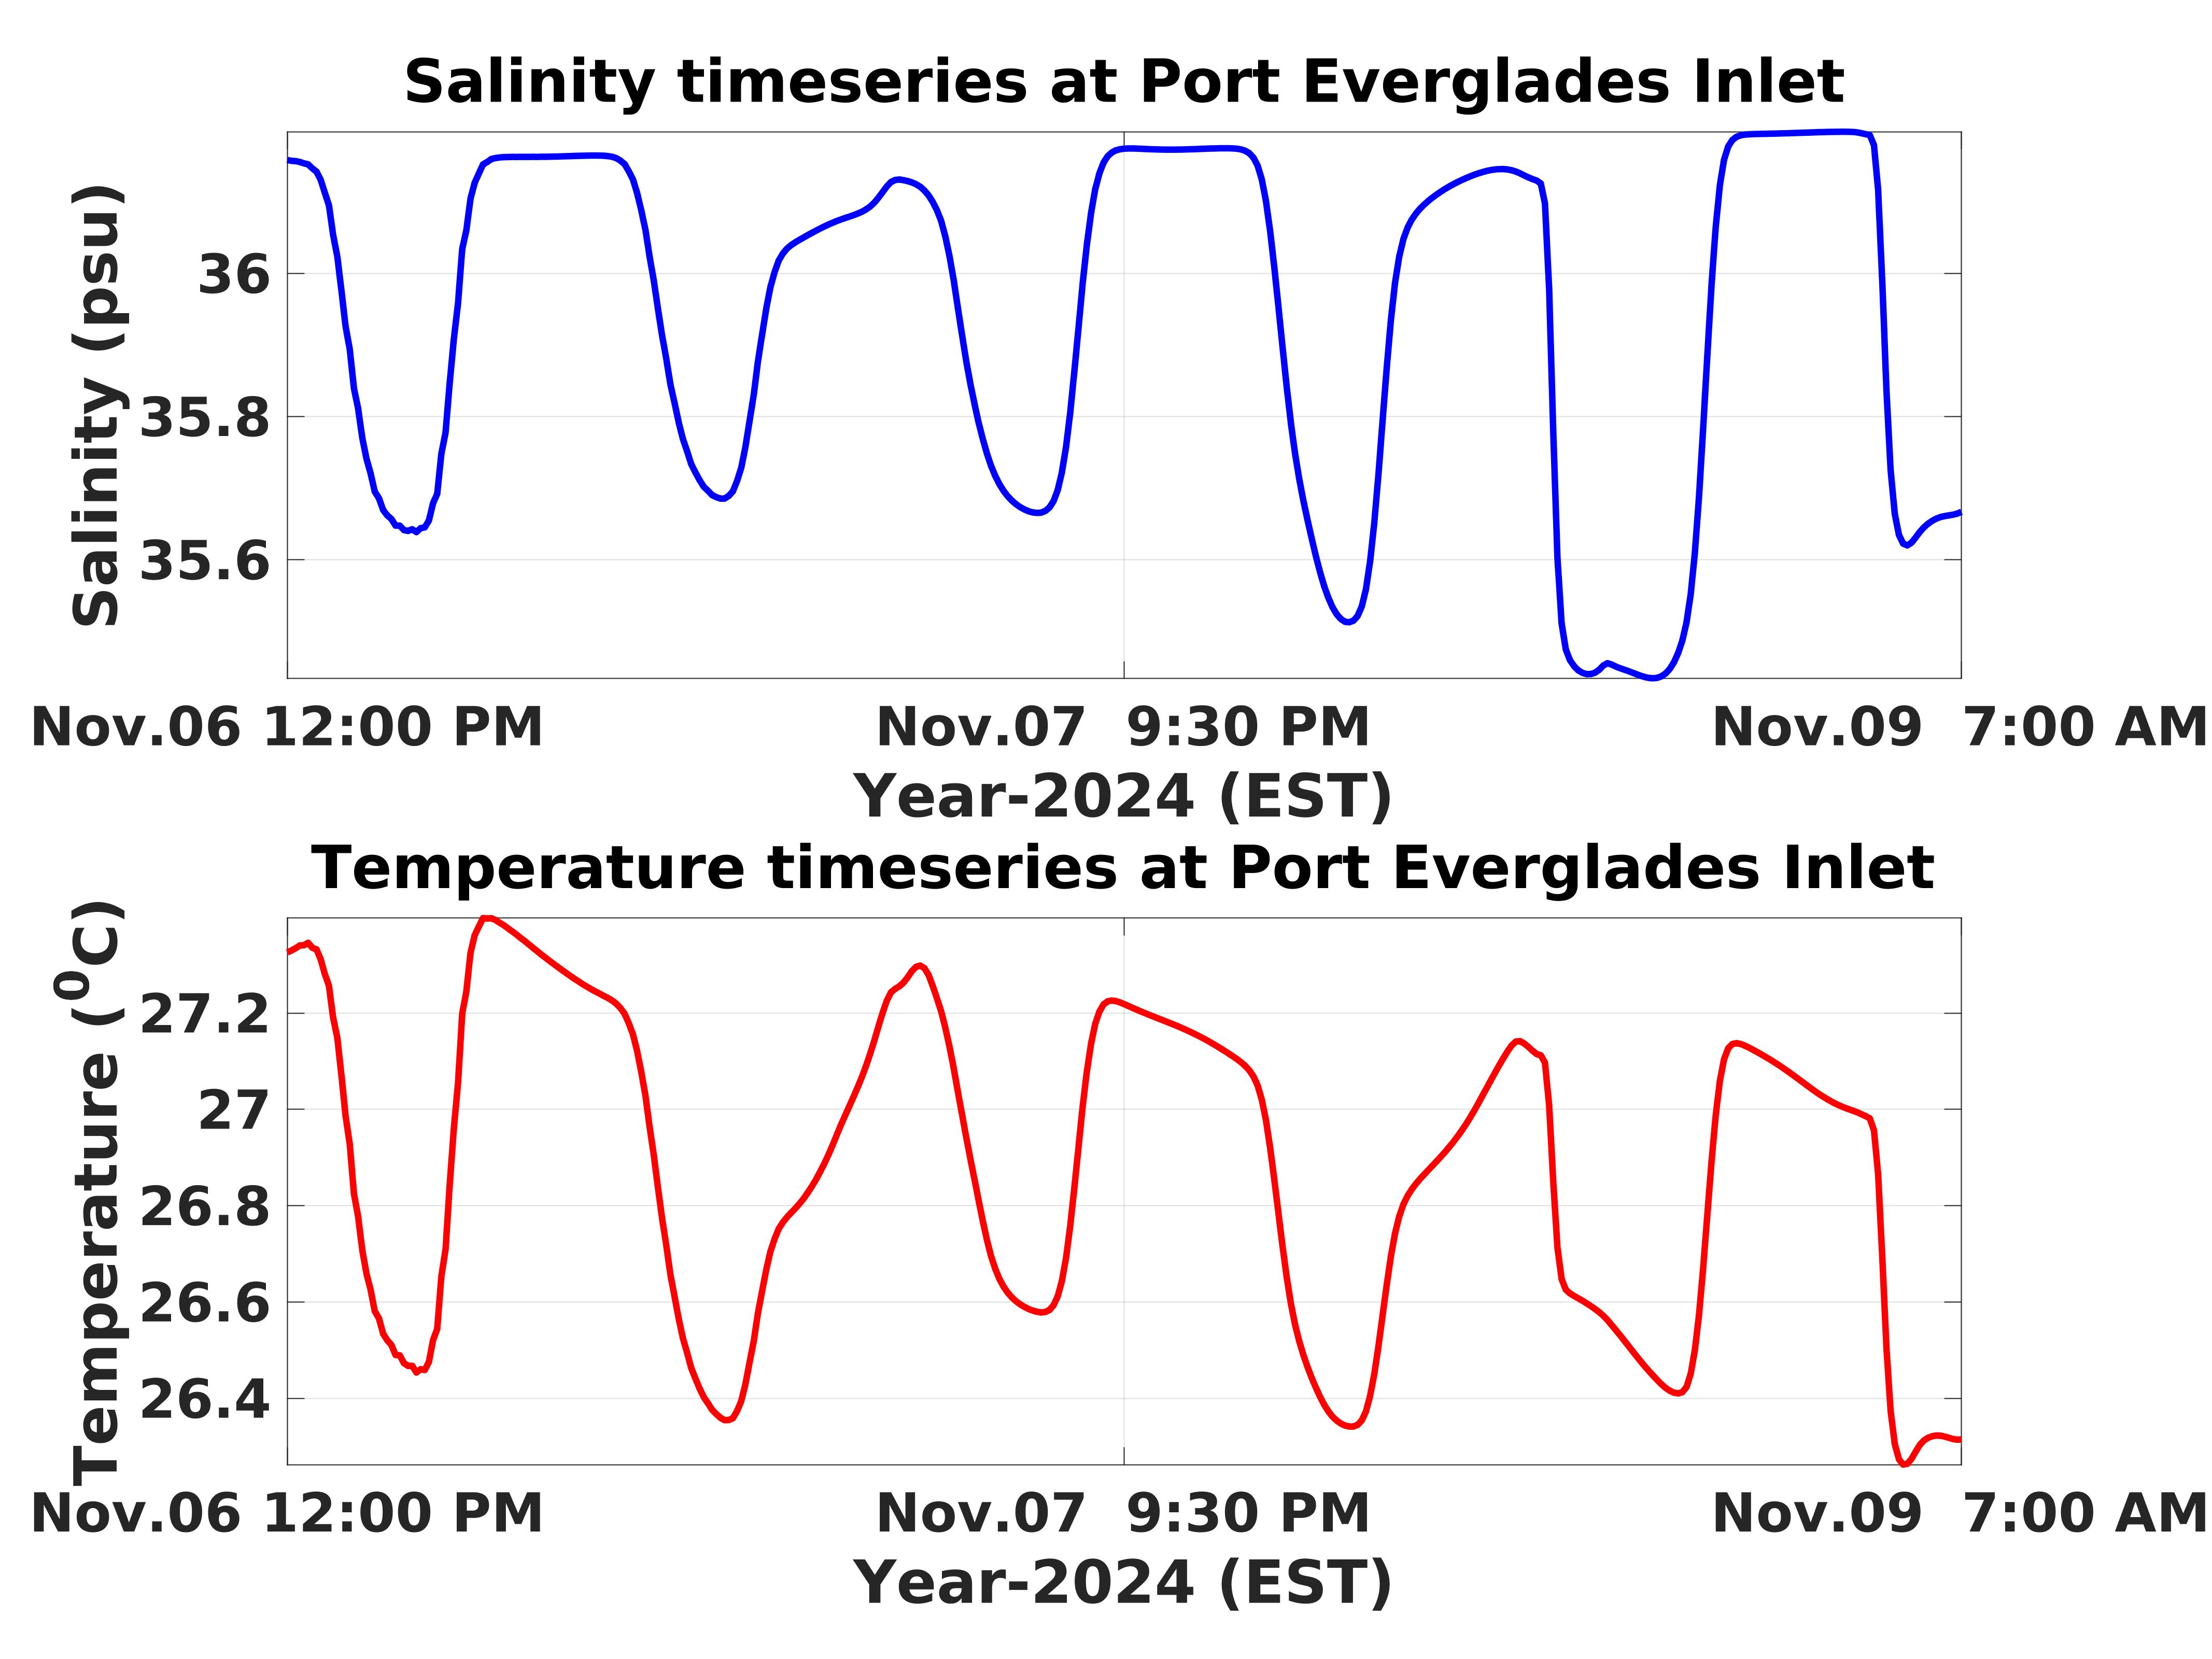 Salinity timeseries at Port Everglades Inlet
Salinity (psu)
36
35.8
35.6
Nov.06 12:00 PM Nov.07  9:30 PM Nov.09  7:00 AM
Year-2024 (EST)
Temperature timeseries at Port Everglades Inlet
Temperature (⁰C)
27.2
27
26.8
26.6
26.4
Nov.06 12:00 PM Nov.07  9:30 PM Nov.09  7:00 AM
Year-2024 (EST)